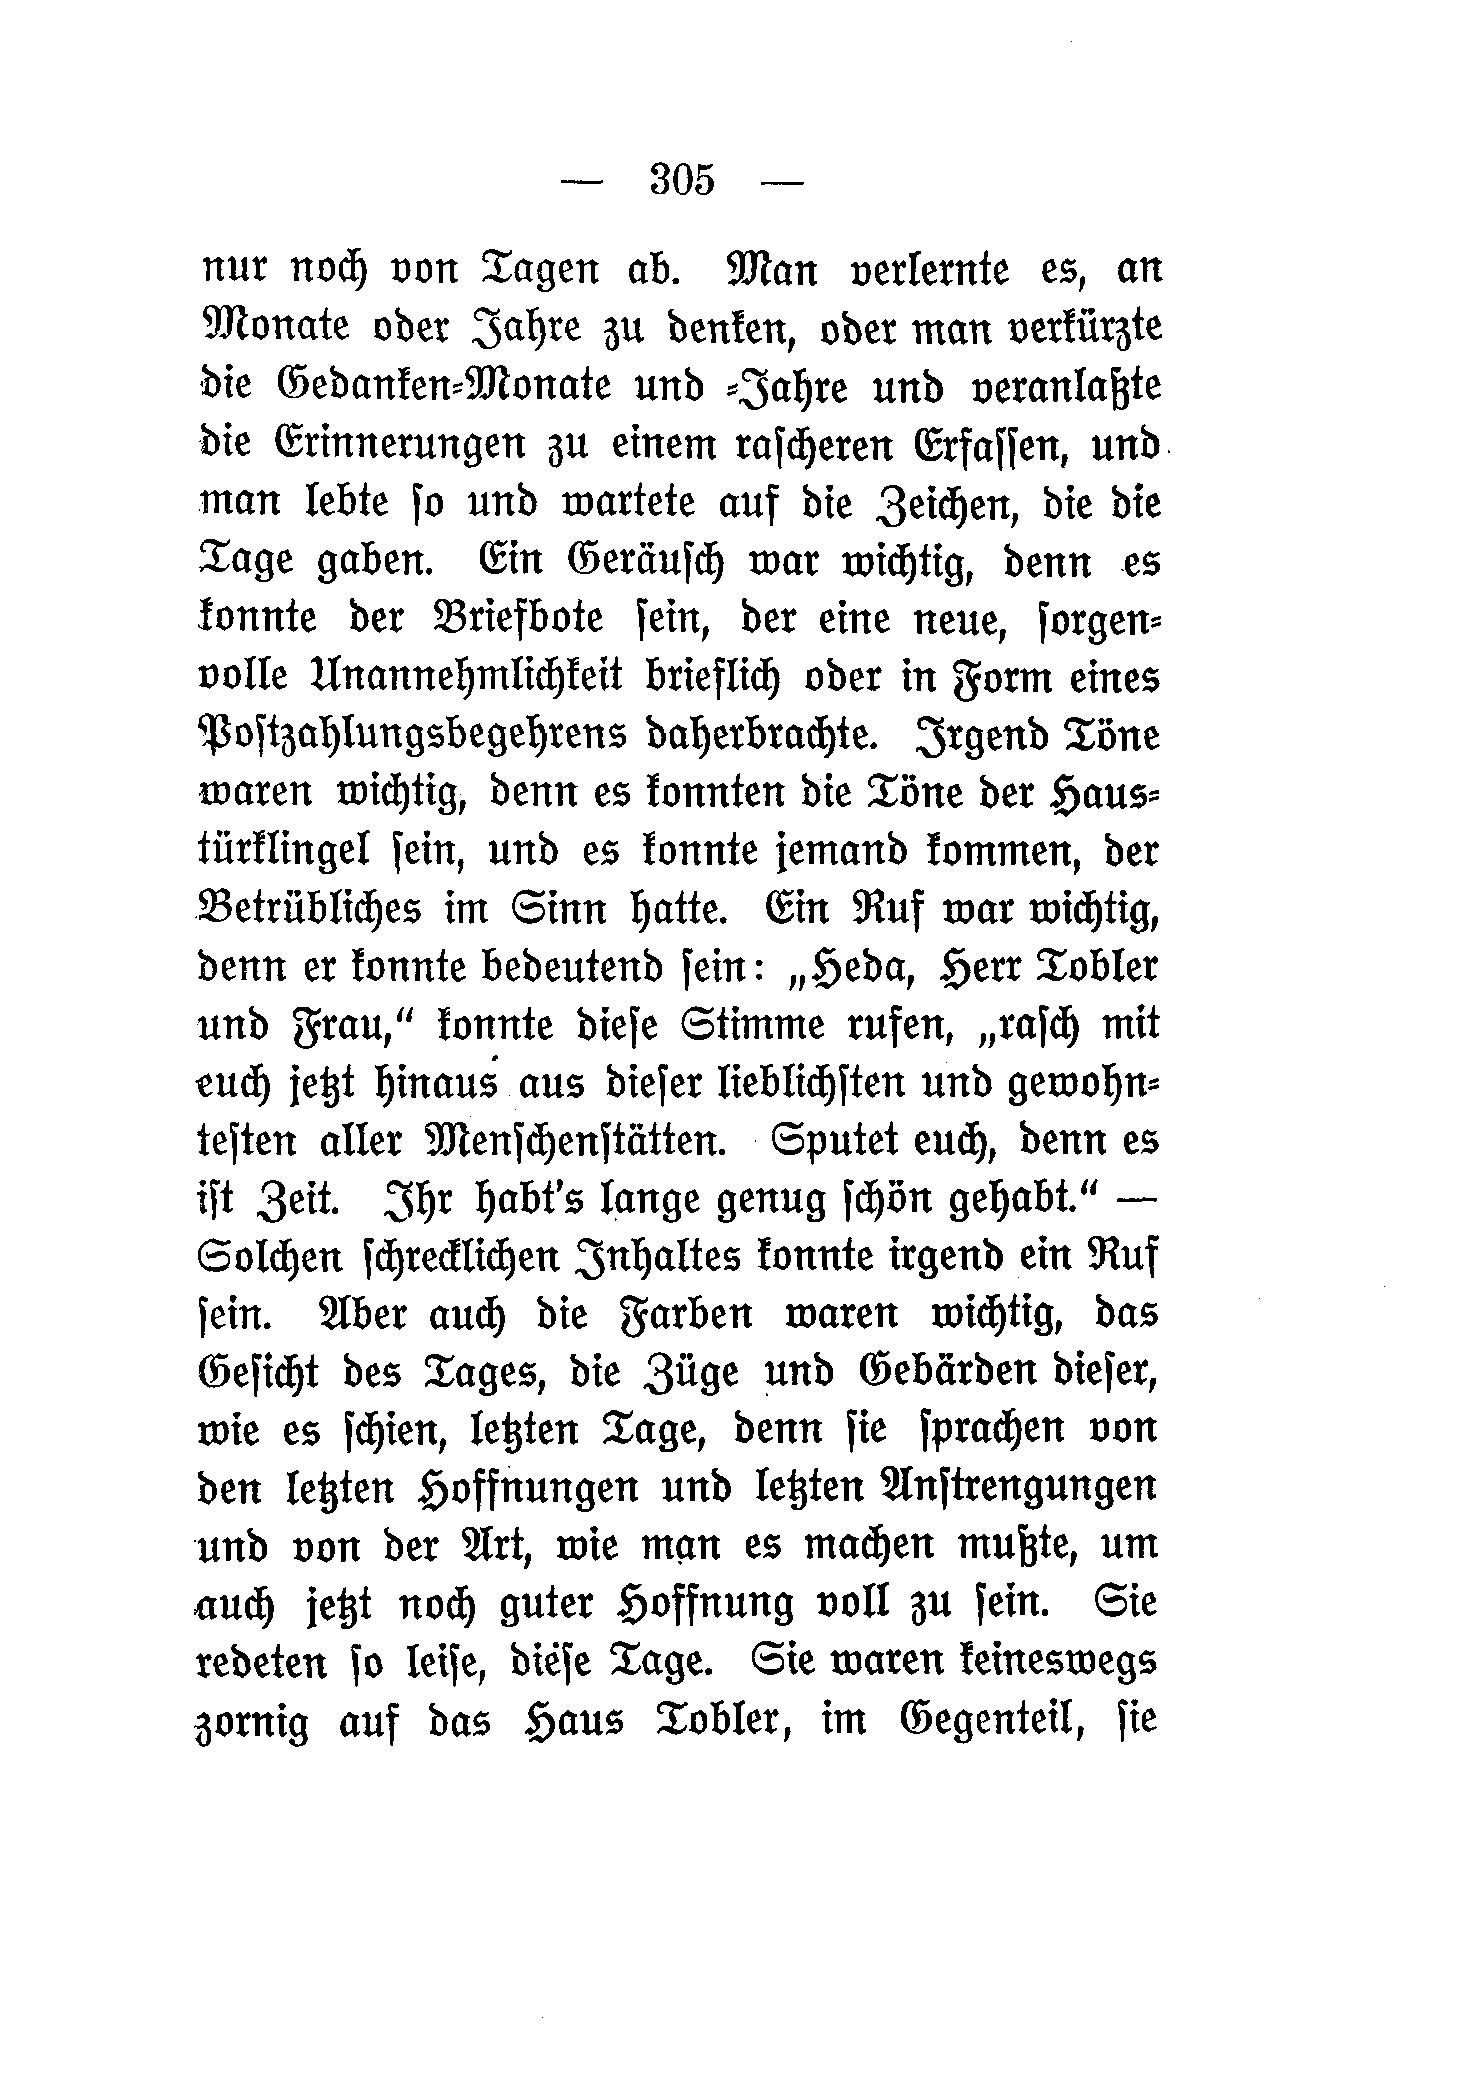 — 305 —
nur noch von Tagen ab. Man verlernte es, an
Monate oder Jahre zu denken, oder man verkürzte
die Gedanken-Monate und -Jahre und veranlaßte
die Erinnerungen zu einem rascheren Erfassen, und
man lebte so und wartete auf die Zeichen, die die
Tage gaben. Ein Geräusch war wichtig, denn es
konnte der Briefbote sein, der eine neue, sorgen-
volle Unannehmlichkeit brieflich oder in Form eines
Postzahlungsbegehrens daherbrachte. Irgend Töne
waren wichtig, denn es konnten die Töne der Haus-
türklingel sein, und es konnte jemand kommen, der
Betrübliches im Sinn hatte. Ein Ruf war wichtig,
denn er konnte bedeutend sein: „Heda, Herr Tobler
und Frau,“ konnte diese Stimme rufen, „rasch mit
euch jetzt hinaus aus dieser lieblichsten und gewohn-
testen aller Menschenstätten. Sputet euch, denn es
ist Zeit. Ihr habt's lange genug schön gehabt.“ —
Solchen schrecklichen Inhaltes konnte irgend ein Ruf
sein. Aber auch die Farben waren wichtig, das
Gesicht des Tages, die Züge und Gebärden dieser,
wie es schien, letzten Tage, denn sie sprachen von
den letzten Hoffnungen und letzten Anstrengungen
und von der Art, wie man es machen mußte, um
auch jetzt noch guter Hoffnung voll zu sein. Sie
redeten so leise, diese Tage. Sie waren keineswegs
zornig auf das Haus Tobler, im Gegenteil, sie